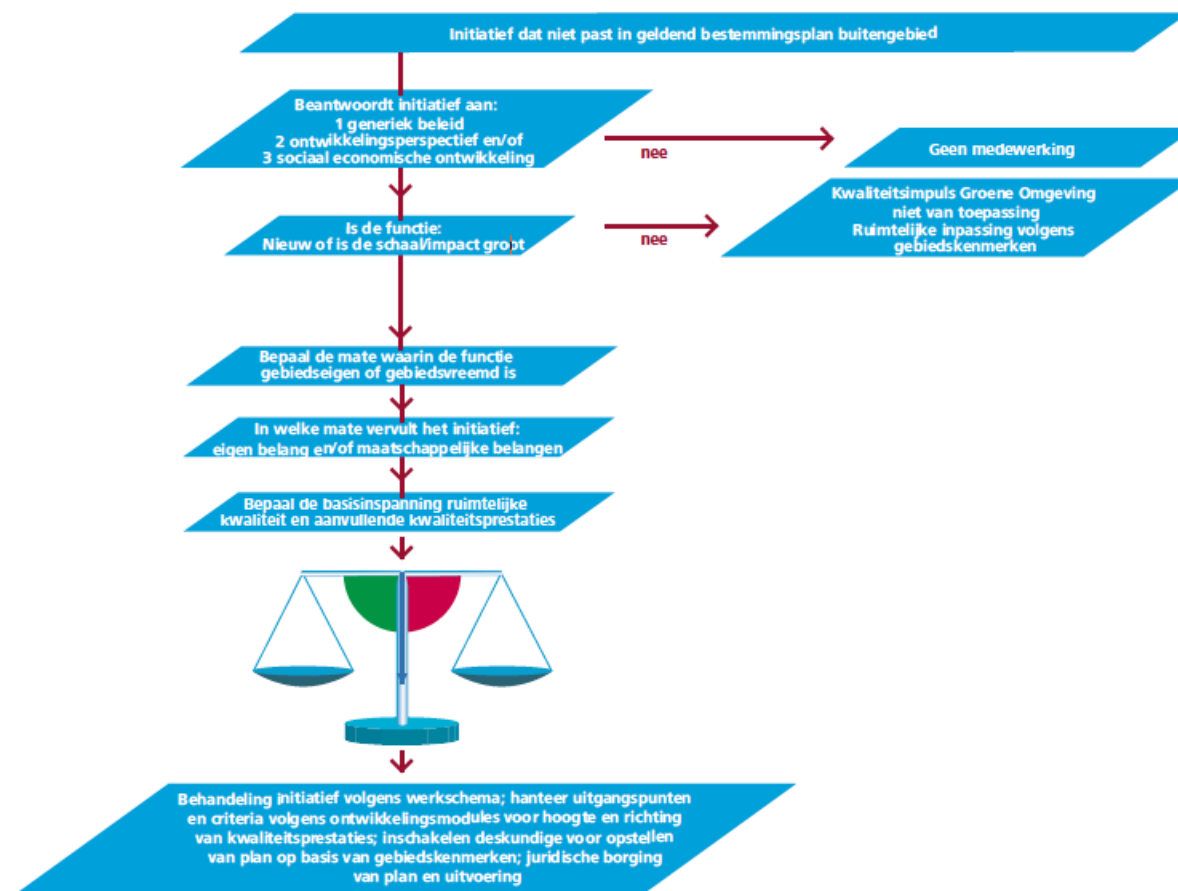 Initiatief dat niet past in geldend bestemmingsplan buitengebied
Beantwoordt initiatief aan:
1 generiek beleid
2 ontwikkelingsperspectief en/of
3 sociaal economische ontwikkeling
nee
Geen medewerking
Is de functie:
Nieuw of is de schaal/impact groot
nee
Kwaliteitsimpuls Groene Omgeving
niet van toepassing
Ruimtelijke inpassing volgens
gebiedskenmerken
Bepaal de mate waarin de functie
gebiedseigen of gebiedsvreemd is
In welke mate vervult het initiatief:
eigen belang en/of maatschappelijke belangen
Bepaal de basisinspanning ruimtelijke
kwaliteit en aanvullende kwaliteitsprestaties
Behandeling initiatief volgens werkschema; hanteer uitgangspunten
en criteria volgens ontwikkelingsmodules voor hoogte en richting
van kwaliteitsprestaties; inschakelen deskundige voor opstellen
van plan op basis van gebiedskenmerken; juridische borging
van plan en uitvoering